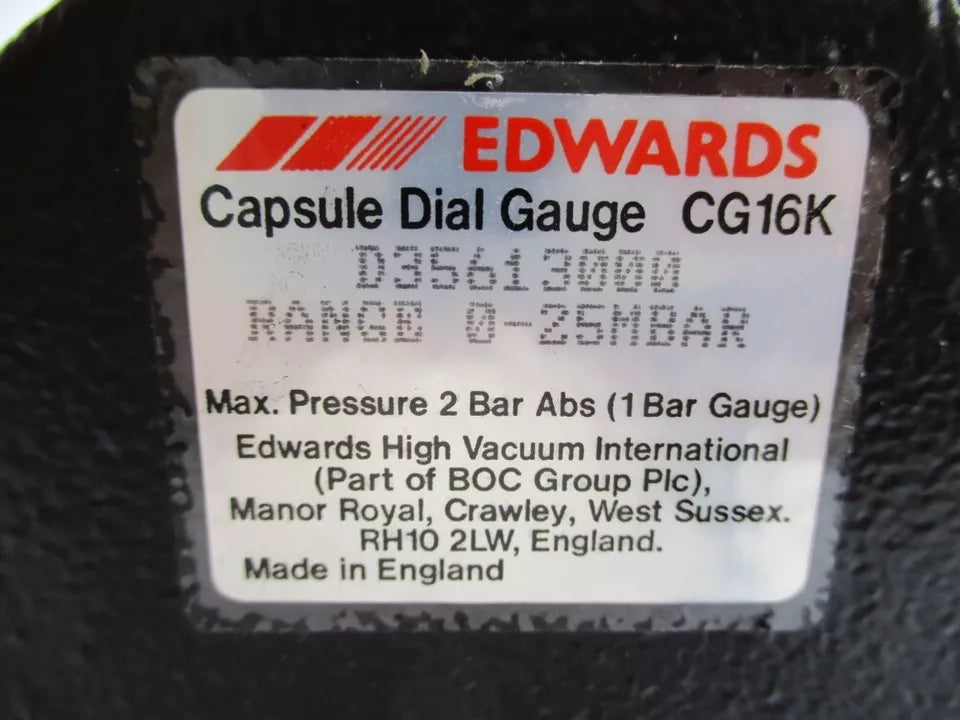 EDWARDS
Capsule Dial Gauge CG16K
D35613000
RANGE 0-25MBAR
Max. Pressure 2 Bar Abs (1 Bar Gauge)
Edwards High Vacuum International
(Part of BOC Group Plc),
Manor Royal, Crawley, West Sussex.
RH10 2LW, England.
Made in England